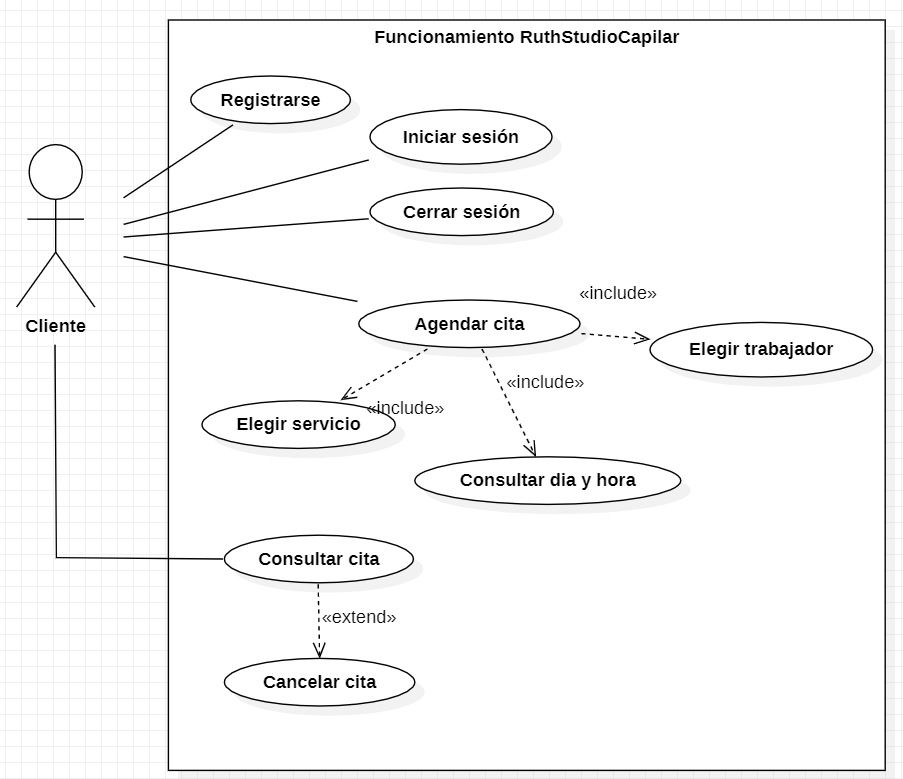 Funcionamiento RuthStudioCapilar
Registrarse
Iniciar sesión
Cerrar sesión
Cliente
«include»
Agendar cita
Elegir trabajador
«include»
«include»
Elegir servicio
Consultar dia y hora
Consultar cita
«extend»
Cancelar cita